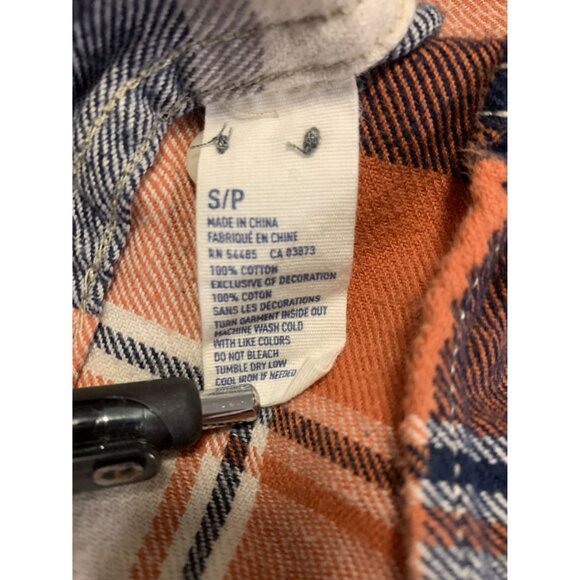 S/P
MADE IN CHINA
FABRIQUÉ EN CHINE
RN 54485 CA 03873
100% COTTON
EXCLUSIVE OF DECORATION
100% COTON
SANS LES DÉCORATIONS
TURN GARMENT INSIDE OUT
MACHINE WASH COLD
WITH LIKE COLORS
DO NOT BLEACH
TUMBLE DRY LOW
COOL IRON IF NEEDED